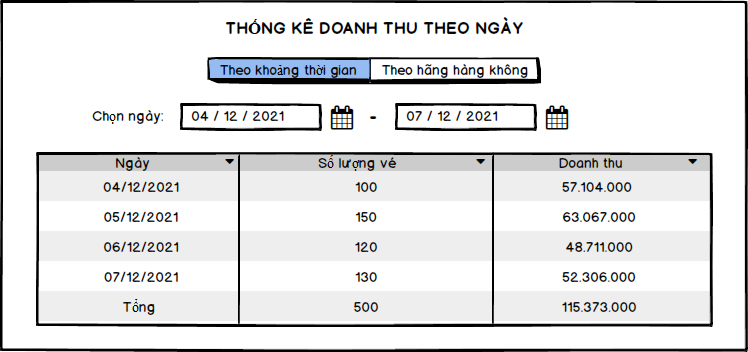 THỐNG KÊ DOANH THU THEO NGÀY
Theo khoảng thời gian Theo hãng hàng không
Chọn ngày: 04 / 12 / 2021 - 07 / 12 / 2021
Ngày Số lượng vé Doanh thu
04/12/2021 100 57.104.000
05/12/2021 150 63.067.000
06/12/2021 120 48.711.000
07/12/2021 130 52.306.000
Tổng 500 115.373.000